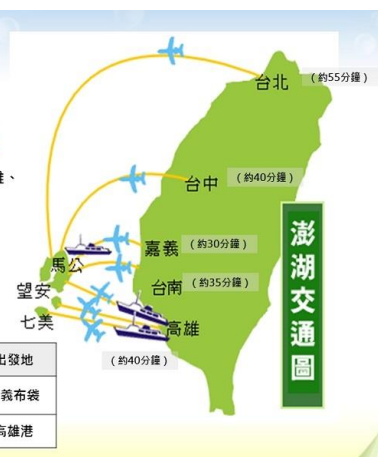 台北 (約55分鐘)
、
台中 (約40分鐘)
嘉義 (約30分鐘)
馬公
台南 (約35分鐘)
望安
七美
高雄
(約40分鐘)
澎湖交通圖
出發地
義布袋
高雄港